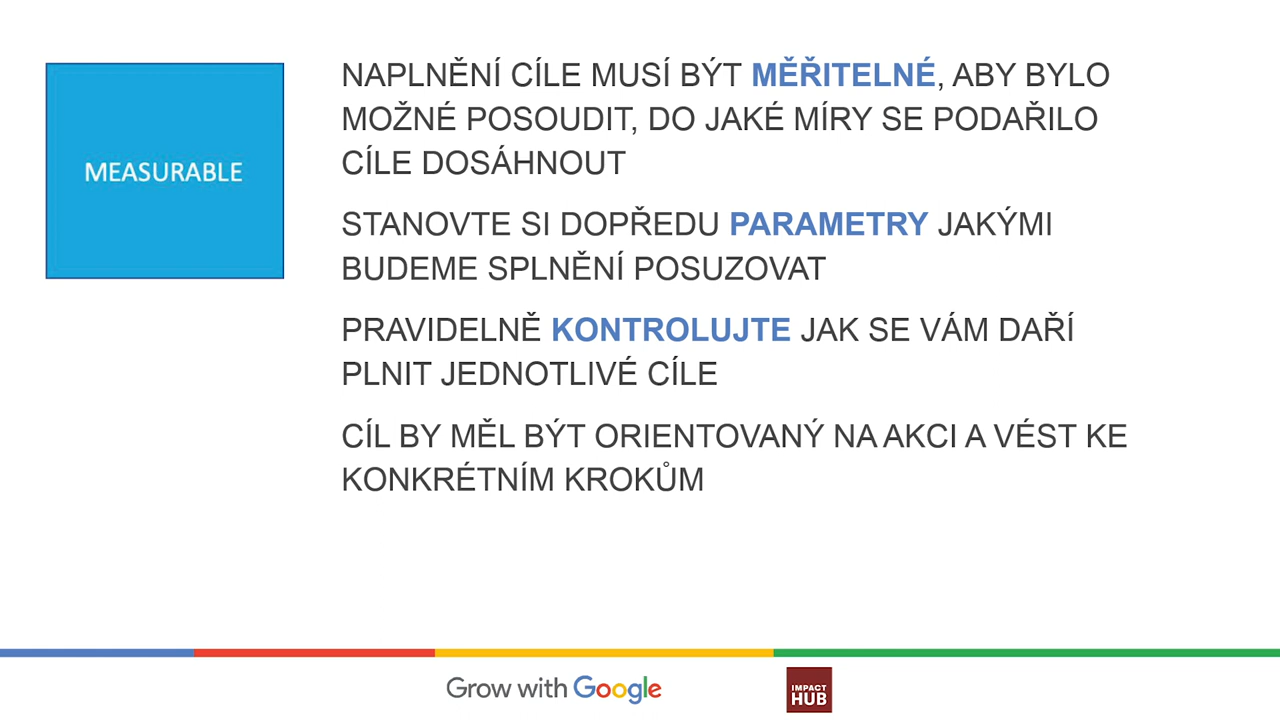 MEASURABLE
NAPLNĚNÍ CÍLE MUSÍ BÝT MĚŘITELNÉ, ABY BYLO
MOŽNÉ POSOUDIT, DO JAKÉ MÍRY SE PODAŘILO
CÍLE DOSÁHNOUT
STANOVTE SI DOPŘEDU PARAMETRY JAKÝMI
BUDEME SPLNĚNÍ POSUZOVAT
PRAVIDELNĚ KONTROLUJTE JAK SE VÁM DAŘÍ
PLNIT JEDNOTLIVÉ CÍLE
CÍL BY MĚL BÝT ORIENTOVANÝ NA AKCI A VÉST KE
KONKRÉTNÍM KROKŮM
Grow with Google
IMPACT
HUB